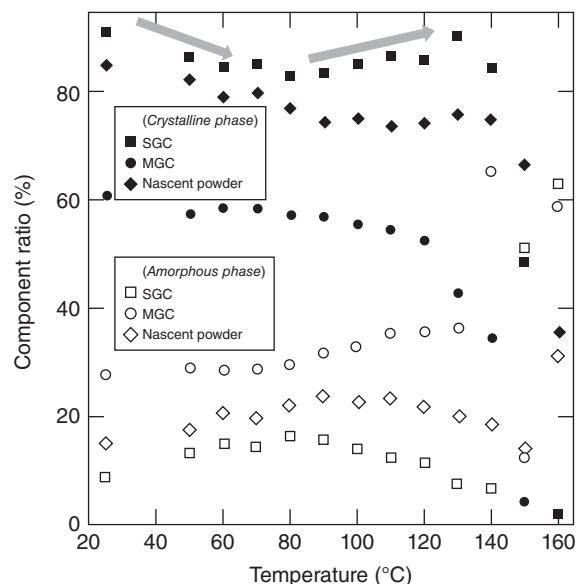 80
60
40
20
0
Component ratio (%)
(Crystalline phase)
SGC
MGC
Nascent powder
(Amorphous phase)
SGC
MGC
Nascent powder
20 40 60 80 100 120 140 160
Temperature (°C)